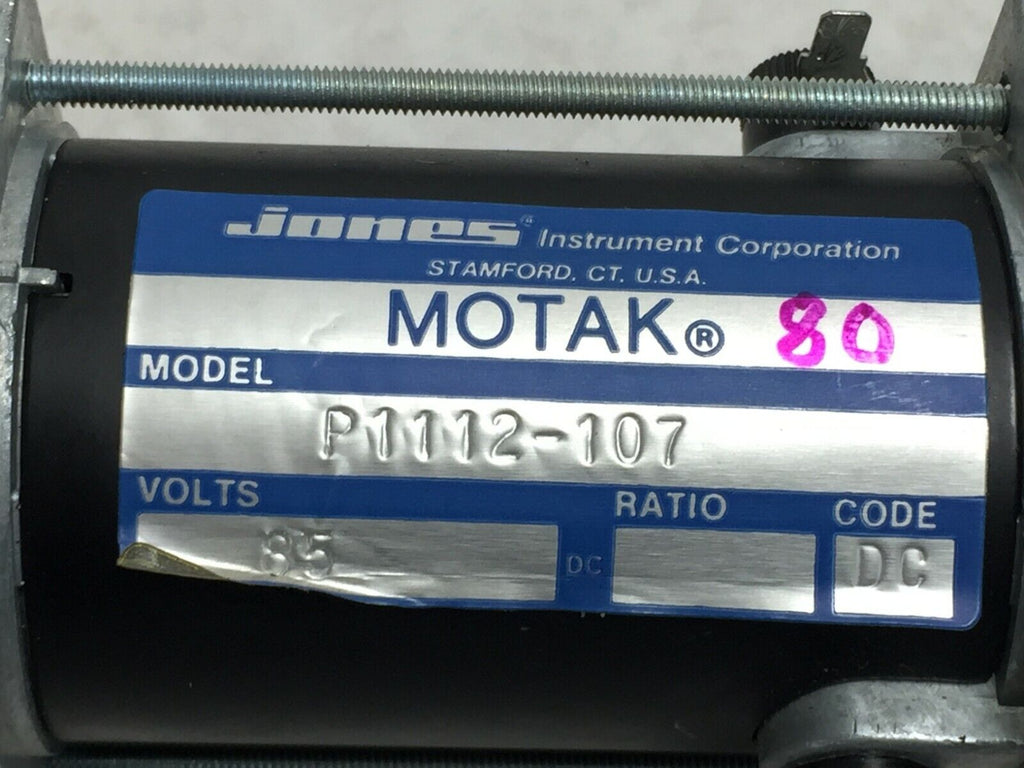 jones Instrument Corporation
STAMFORD, CT. U.S.A.
MOTAK® 80
MODEL
P1112-107
VOLTS RATIO CODE
85 DC DC